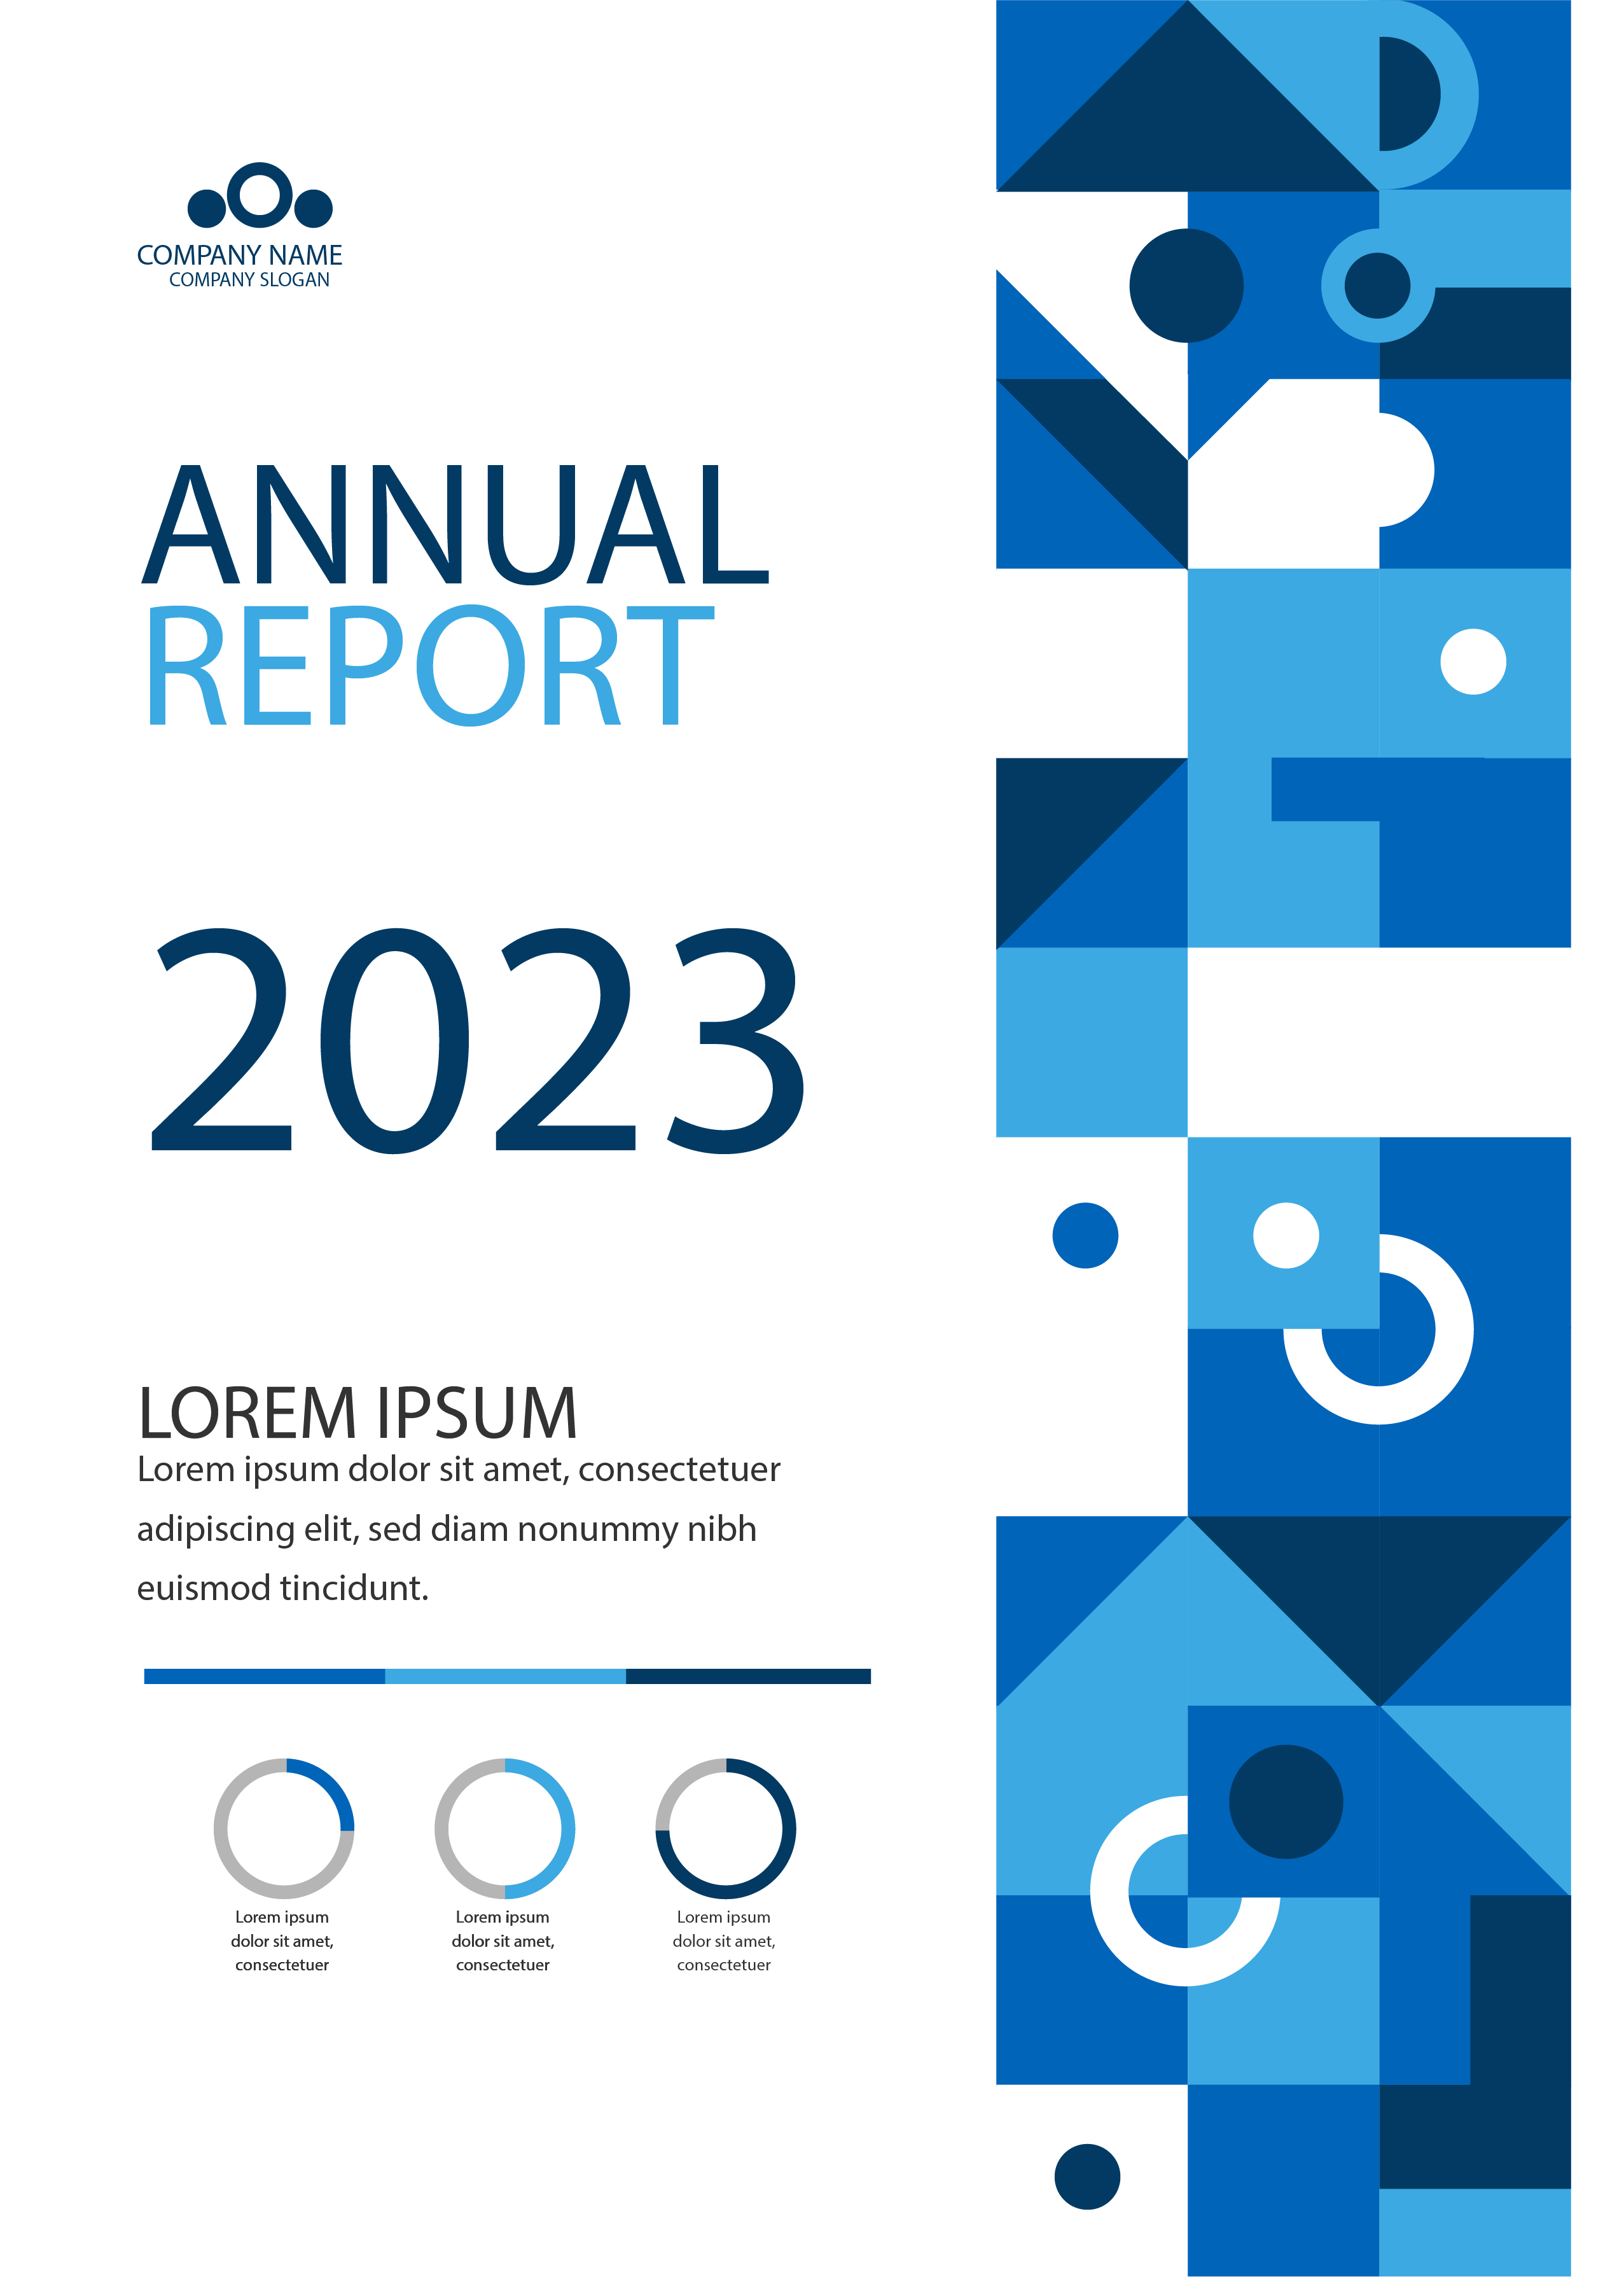 COMPANY NAME
COMPANY SLOGAN
ANNUAL
REPORT
2023
LOREM IPSUM
Lorem ipsum dolor sit amet, consectetuer
adipiscing elit, sed diam nonummy nibh
euismod tincidunt.
Lorem ipsum
dolor sit amet,
consectetuer
Lorem ipsum
dolor sit amet,
consectetuer
Lorem ipsum
dolor sit amet,
consectetuer